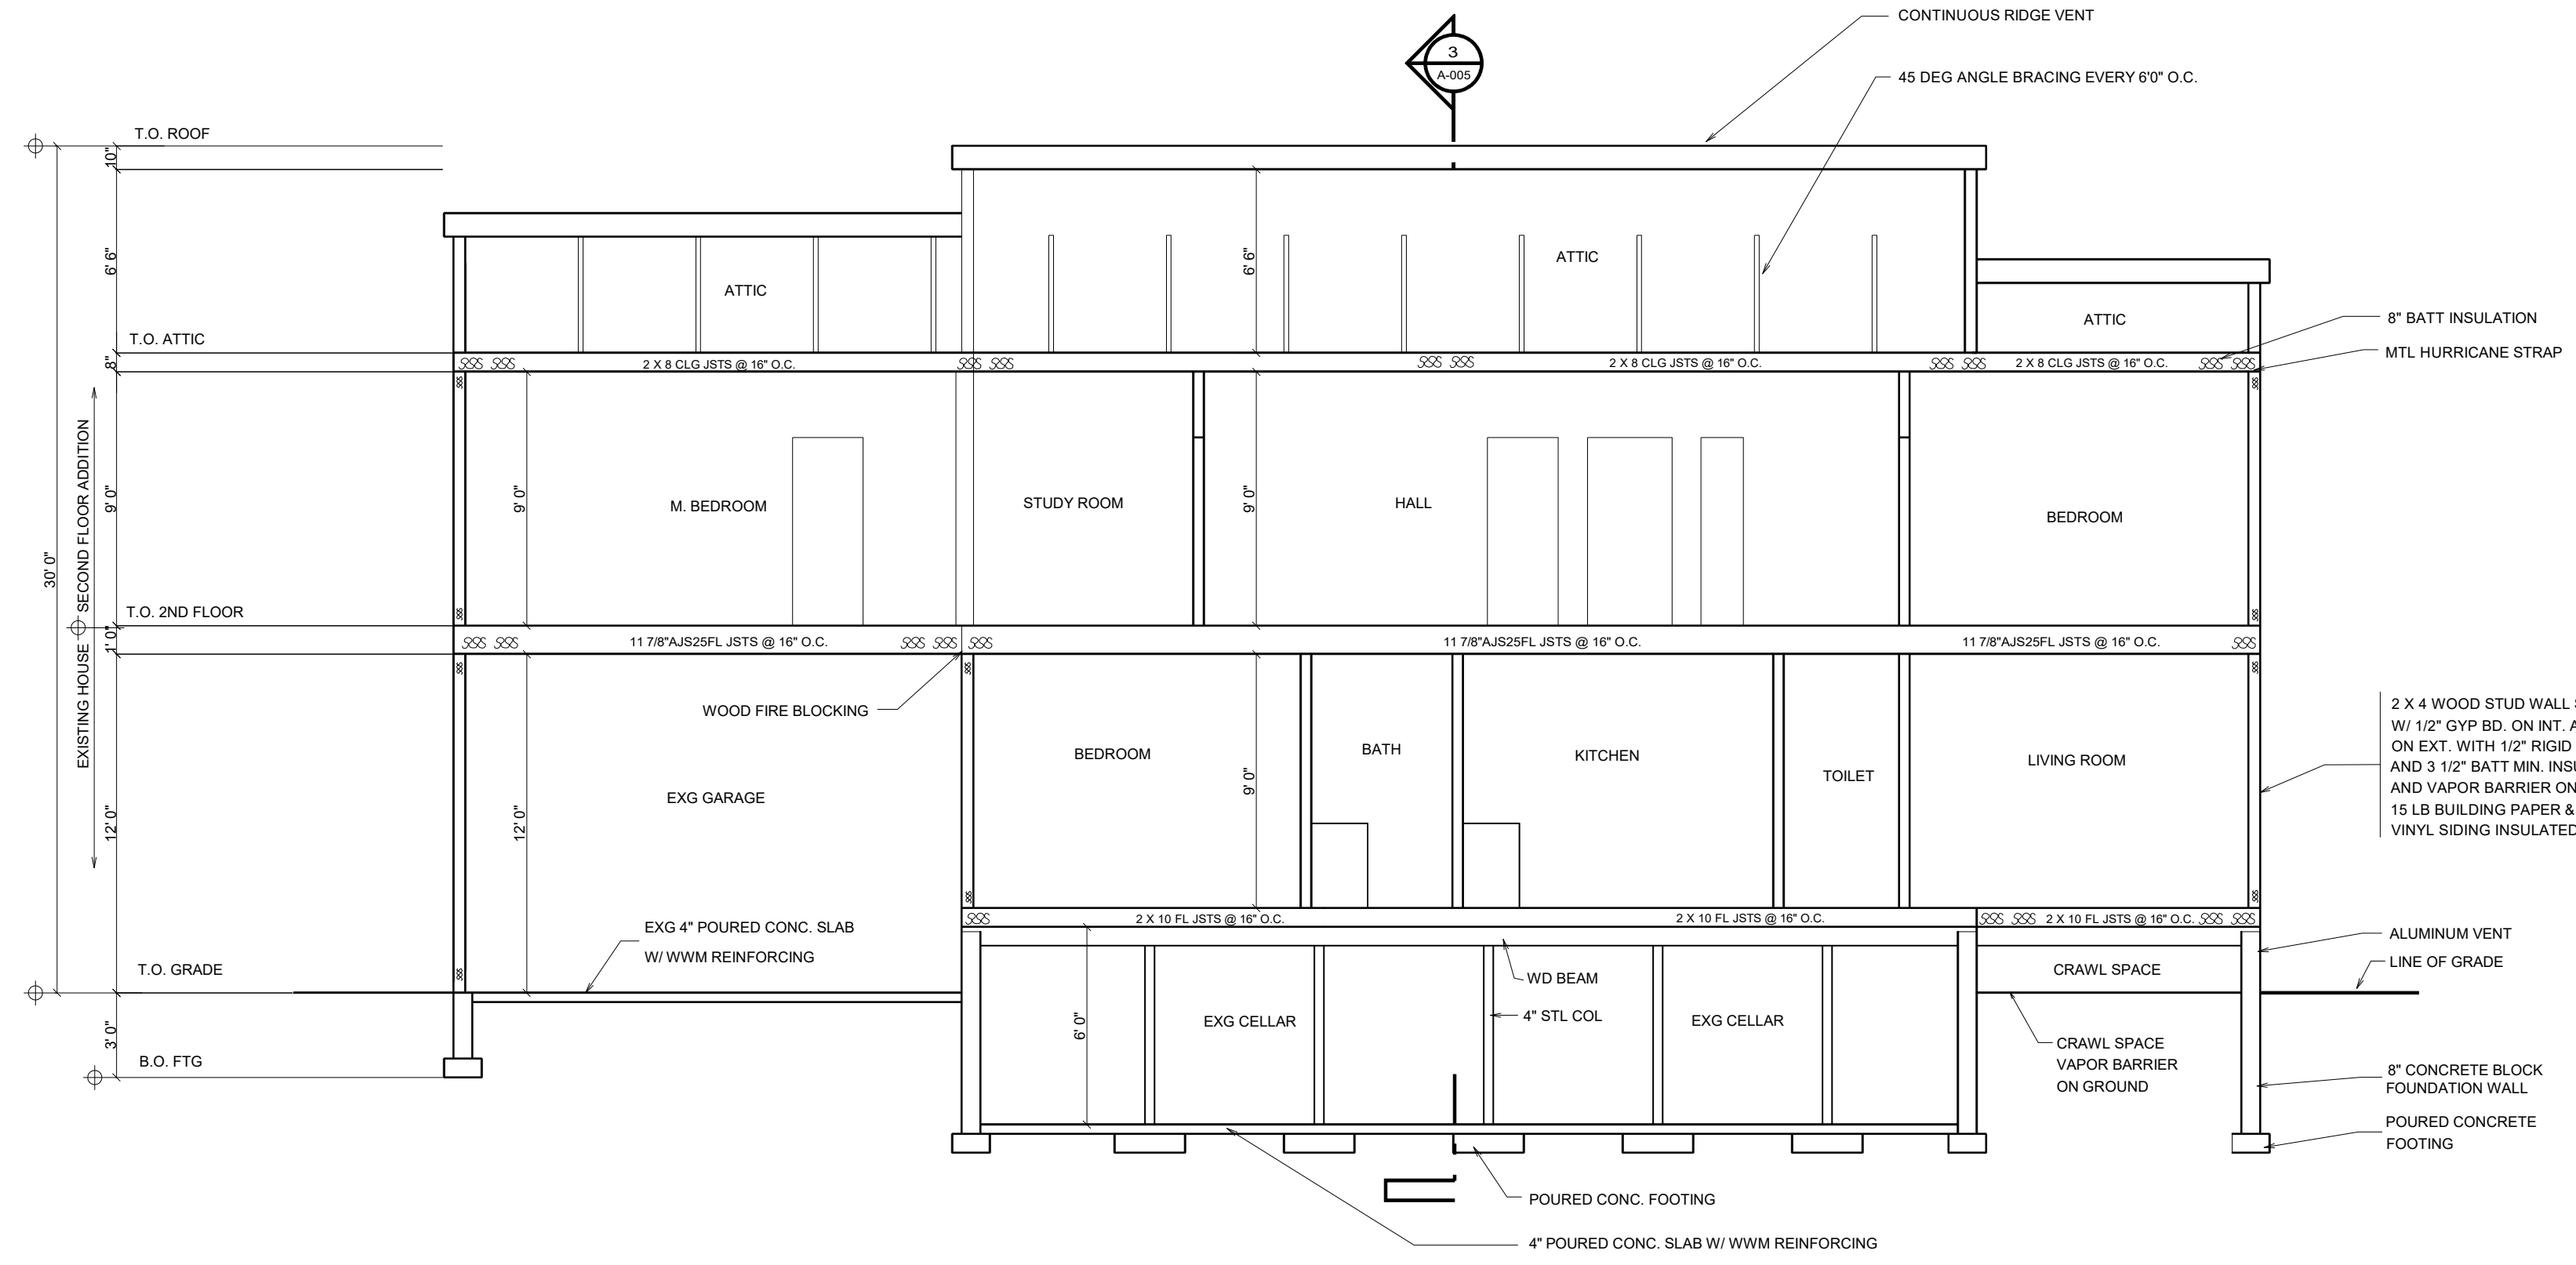 CONTINUOUS RIDGE VENT
3
A-005
45 DEG ANGLE BRACING EVERY 6'0" O.C.
T.O. ROOF
10"
6' 6"
6' 6"
ATTIC
ATTIC
ATTIC
8" BATT INSULATION
T.O. ATTIC
MTL HURRICANE STRAP
8"
2 X 8 CLG JSTS @ 16" O.C.
2 X 8 CLG JSTS @ 16" O.C.
2 X 8 CLG JSTS @ 16" O.C.
SECOND FLOOR ADDITION
9' 0"
9' 0"
M. BEDROOM
STUDY ROOM
9' 0"
HALL
BEDROOM
30' 0"
T.O. 2ND FLOOR
1' 0"
11 7/8"AJS25FL JSTS @ 16" O.C.
11 7/8"AJS25FL JSTS @ 16" O.C.
11 7/8"AJS25FL JSTS @ 16" O.C.
EXISTING HOUSE
WOOD FIRE BLOCKING
12' 0"
12' 0"
EXG GARAGE
BEDROOM
9' 0"
BATH
KITCHEN
TOILET
LIVING ROOM
2 X 4 WOOD STUD WALL
W/ 1/2" GYP BD. ON INT.
ON EXT. WITH 1/2" RIGID
AND 3 1/2" BATT MIN.
AND VAPOR BARRIER ON
15 LB BUILDING PAPER &
VINYL SIDING INSULATED
EXG 4" POURED CONC. SLAB
W/ WWM REINFORCING
2 X 10 FL JSTS @ 16" O.C.
2 X 10 FL JSTS @ 16" O.C.
2 X 10 FL JSTS @ 16" O.C.
ALUMINUM VENT
LINE OF GRADE
T.O. GRADE
WD BEAM
CRAWL SPACE
3' 0"
6' 0"
EXG CELLAR
4" STL COL
EXG CELLAR
CRAWL SPACE
VAPOR BARRIER
ON GROUND
B.O. FTG
8" CONCRETE BLOCK
FOUNDATION WALL
POURED CONCRETE
FOOTING
POURED CONC. FOOTING
4" POURED CONC. SLAB W/ WWM REINFORCING